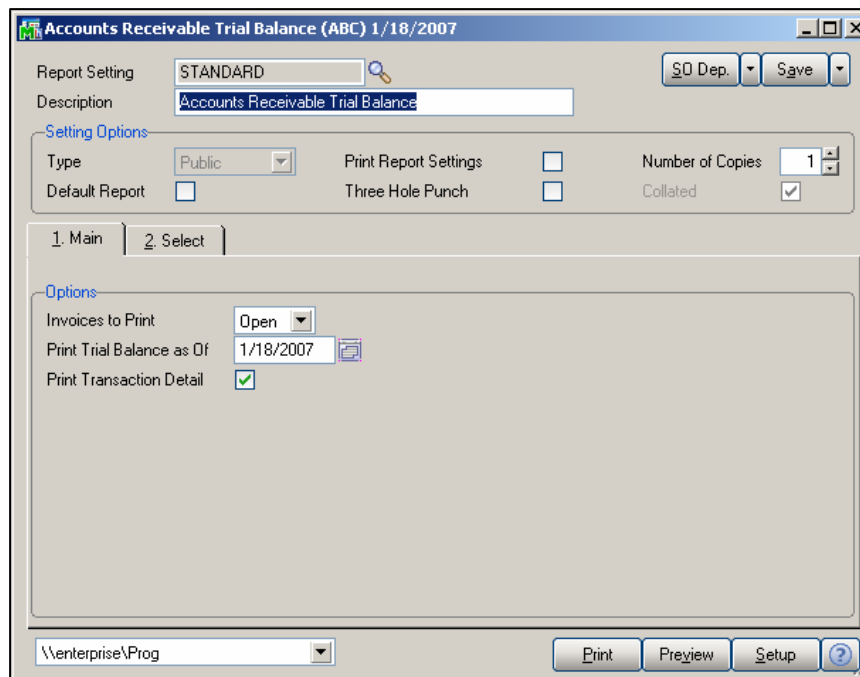 Accounts Receivable Trial Balance (ABC) 1/18/2007
Report Setting STANDARD SO Dep. Save
Description Accounts Receivable Trial Balance
Setting Options
Type Public Print Report Settings Number of Copies 1
Default Report Three Hole Punch Collated
1. Main 2. Select
Options
Invoices to Print Open
Print Trial Balance as Of 1/18/2007
Print Transaction Detail
\\enterprise\Prog Print Preview Setup ?